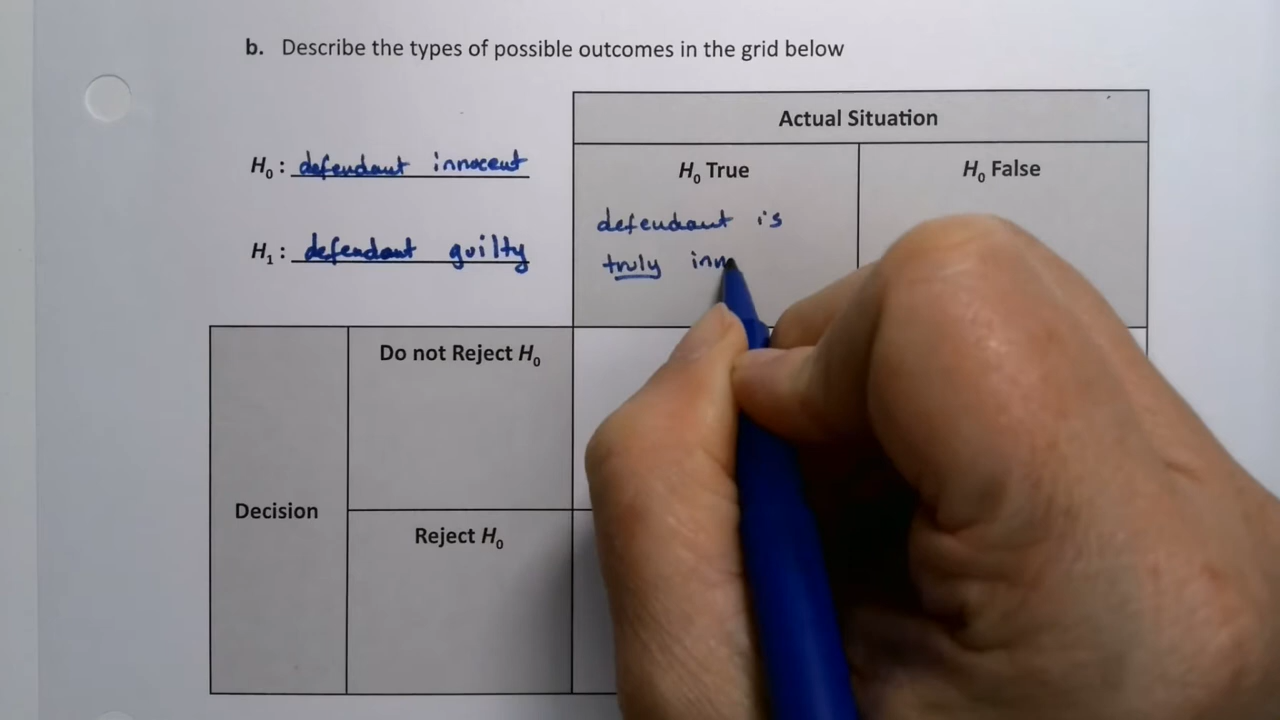 b. Describe the types of possible outcomes in the grid below
Actual Situation
H0: defendant innocent
H0 True
H0 False
defendant is
H1: defendant guilty
truly inn
Do not Reject H0
Decision
Reject H0